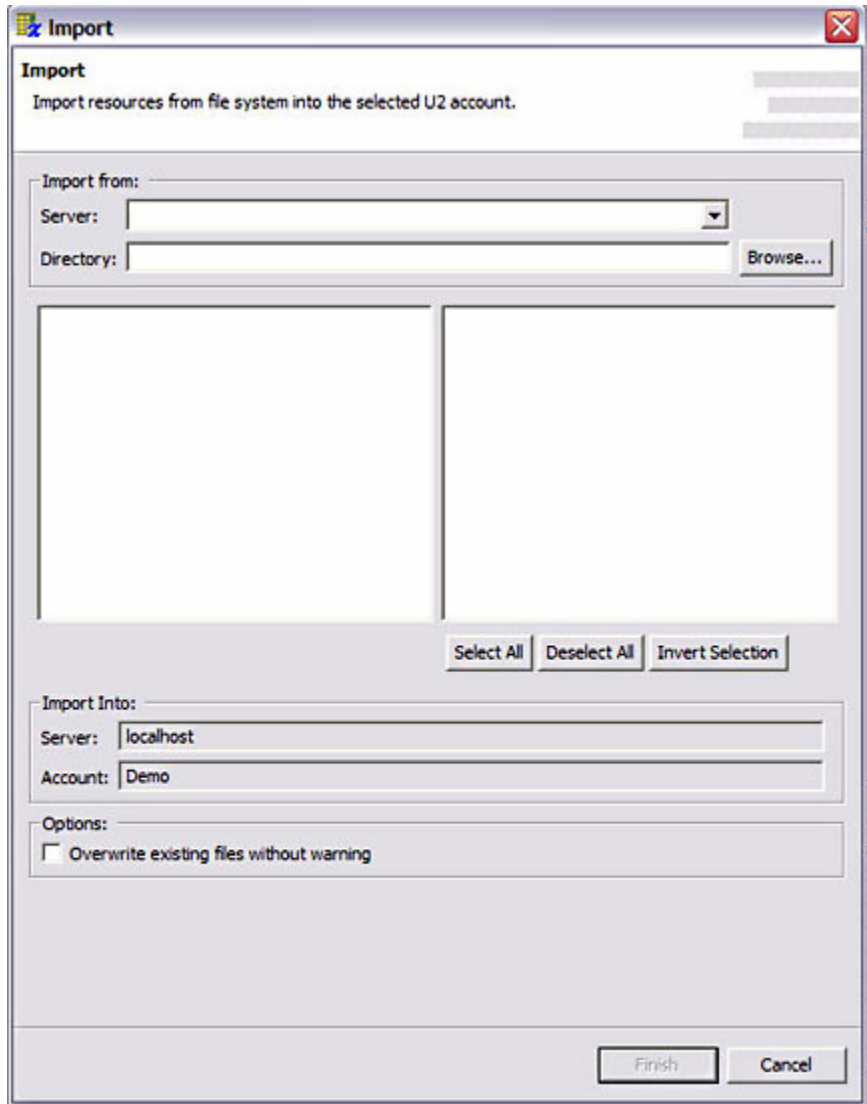 Import
Import
Import resources from file system into the selected U2 account.
Import from:
Server:
Directory:
Browse...
Select All Deselect All Invert Selection
Import Into:
Server: localhost
Account: Demo
Options:
Overwrite existing files without warning
Finish Cancel